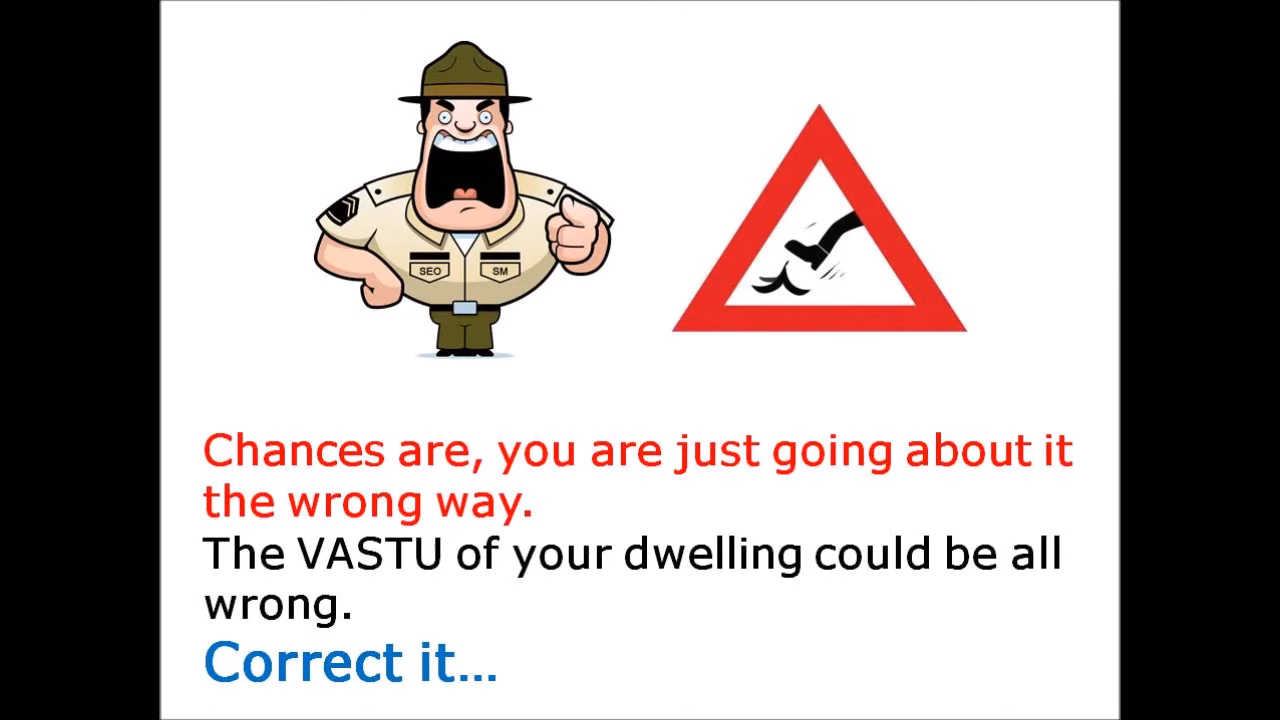 SEO SM
Chances are, you are just going about it
the wrong way.
The VASTU of your dwelling could be all
wrong.
Correct it...